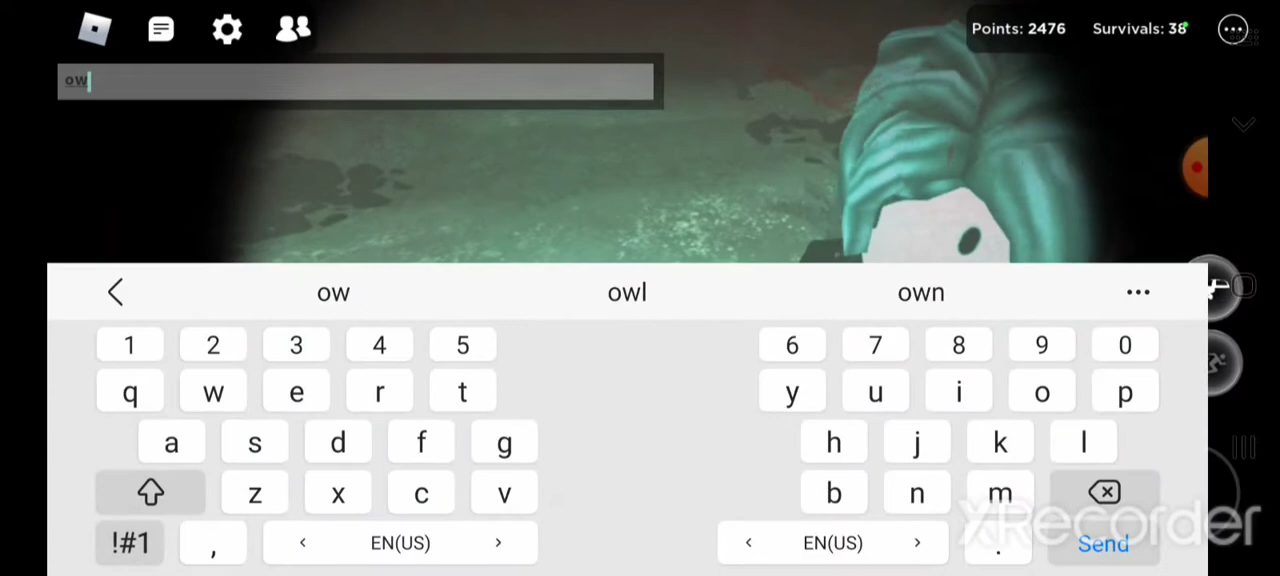 Points: 2476 Survivals: 38
ow
ow owl own
1 2 3 4 5 6 7 8 9 0
q w e r t y u i o p
a s d f g h j k l
z x c v b n m
!#1 , < EN(US) > < EN(US) > . Send
XRecorder